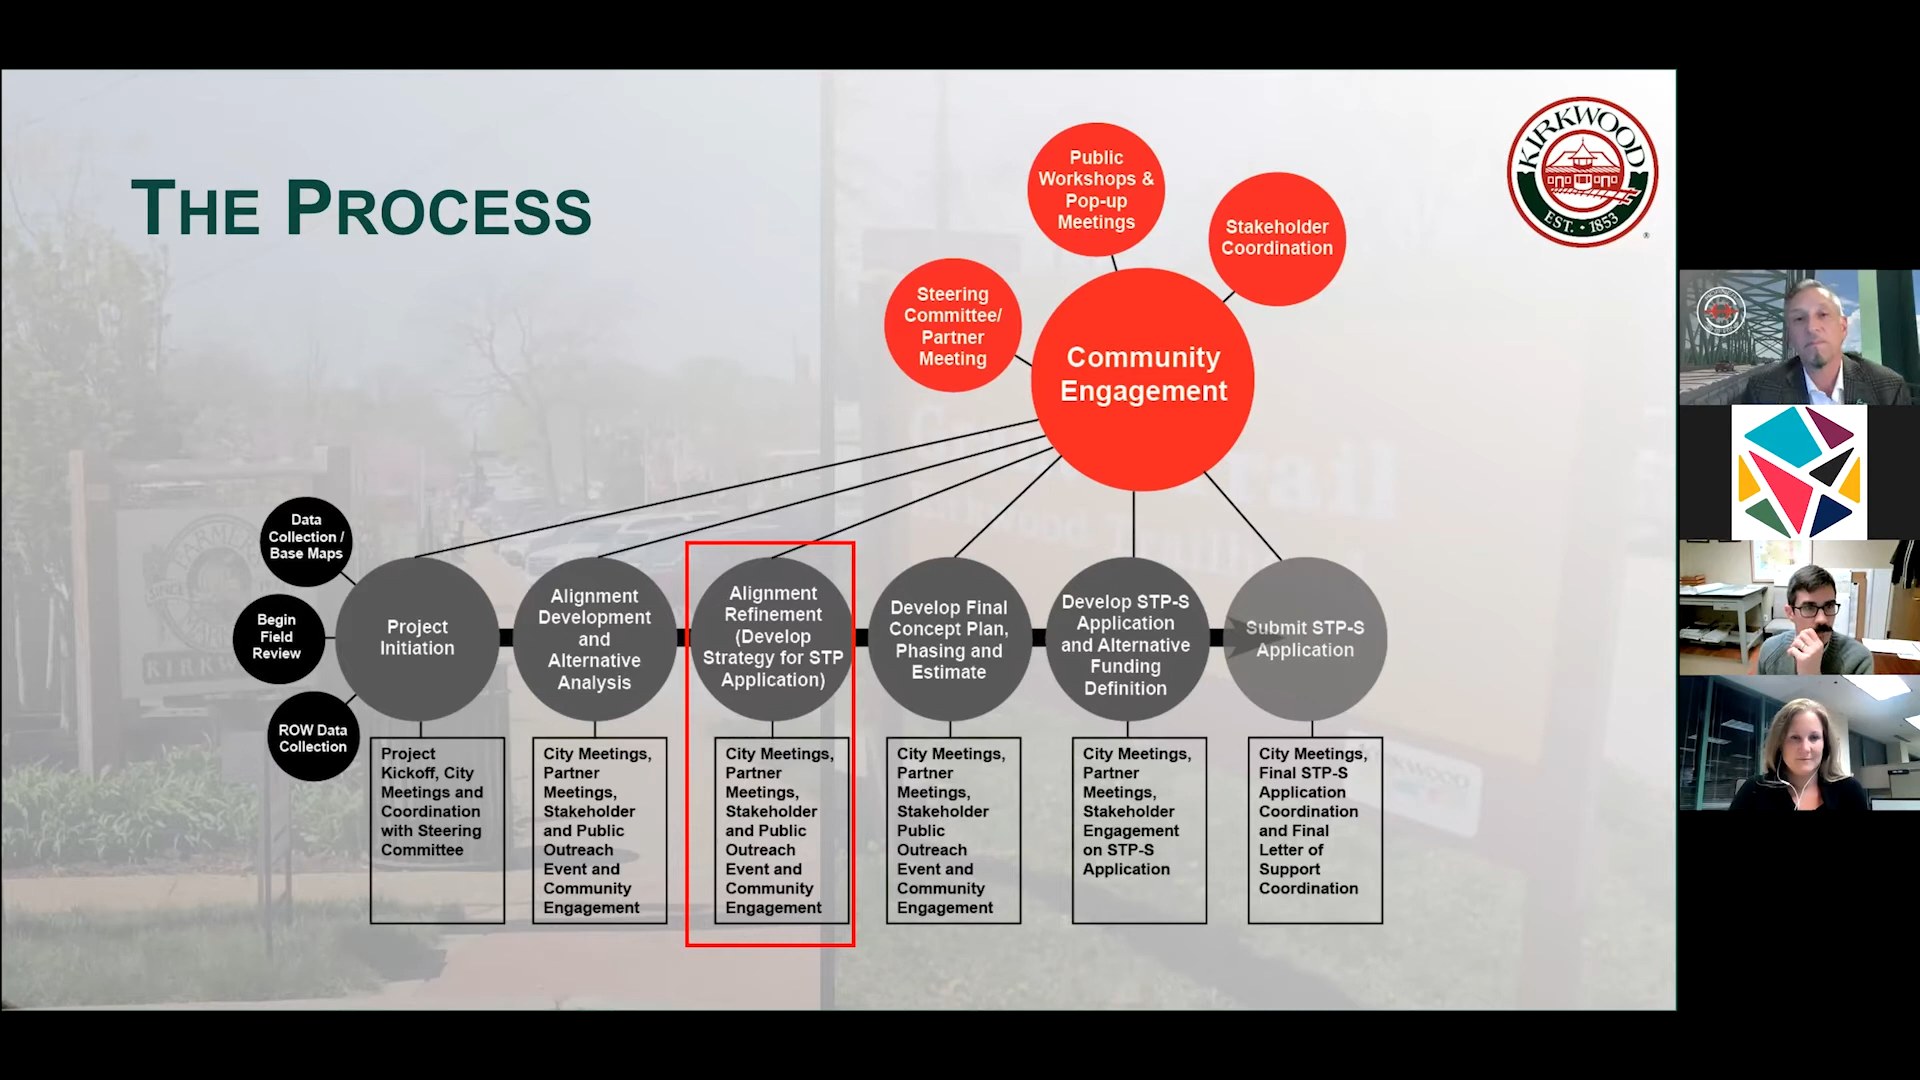 THE PROCESS
KIRKWOOD
EST. • 1853
®
Public
Workshops &
Pop-up
Meetings
Stakeholder
Coordination
Steering
Committee/
Partner
Meeting
Community
Engagement
Data
Collection /
Base Maps
Begin
Field
Review
ROW Data
Collection
Project
Initiation
Alignment
Development
and
Alternative
Analysis
Alignment
Refinement
(Develop
Strategy for STP
Application)
Develop Final
Concept Plan,
Phasing and
Estimate
Develop STP-S
Application
and Alternative
Funding
Definition
Submit STP-S
Application
Project
Kickoff, City
Meetings and
Coordination
with Steering
Committee
City Meetings,
Partner
Meetings,
Stakeholder
and Public
Outreach
Event and
Community
Engagement
City Meetings,
Partner
Meetings,
Stakeholder
and Public
Outreach
Event and
Community
Engagement
City Meetings,
Partner
Meetings,
Stakeholder
Public
Outreach
Event and
Community
Engagement
City Meetings,
Partner
Meetings,
Stakeholder
Engagement
on STP-S
Application
City Meetings,
Final STP-S
Application
Coordination
and Final
Letter of
Support
Coordination